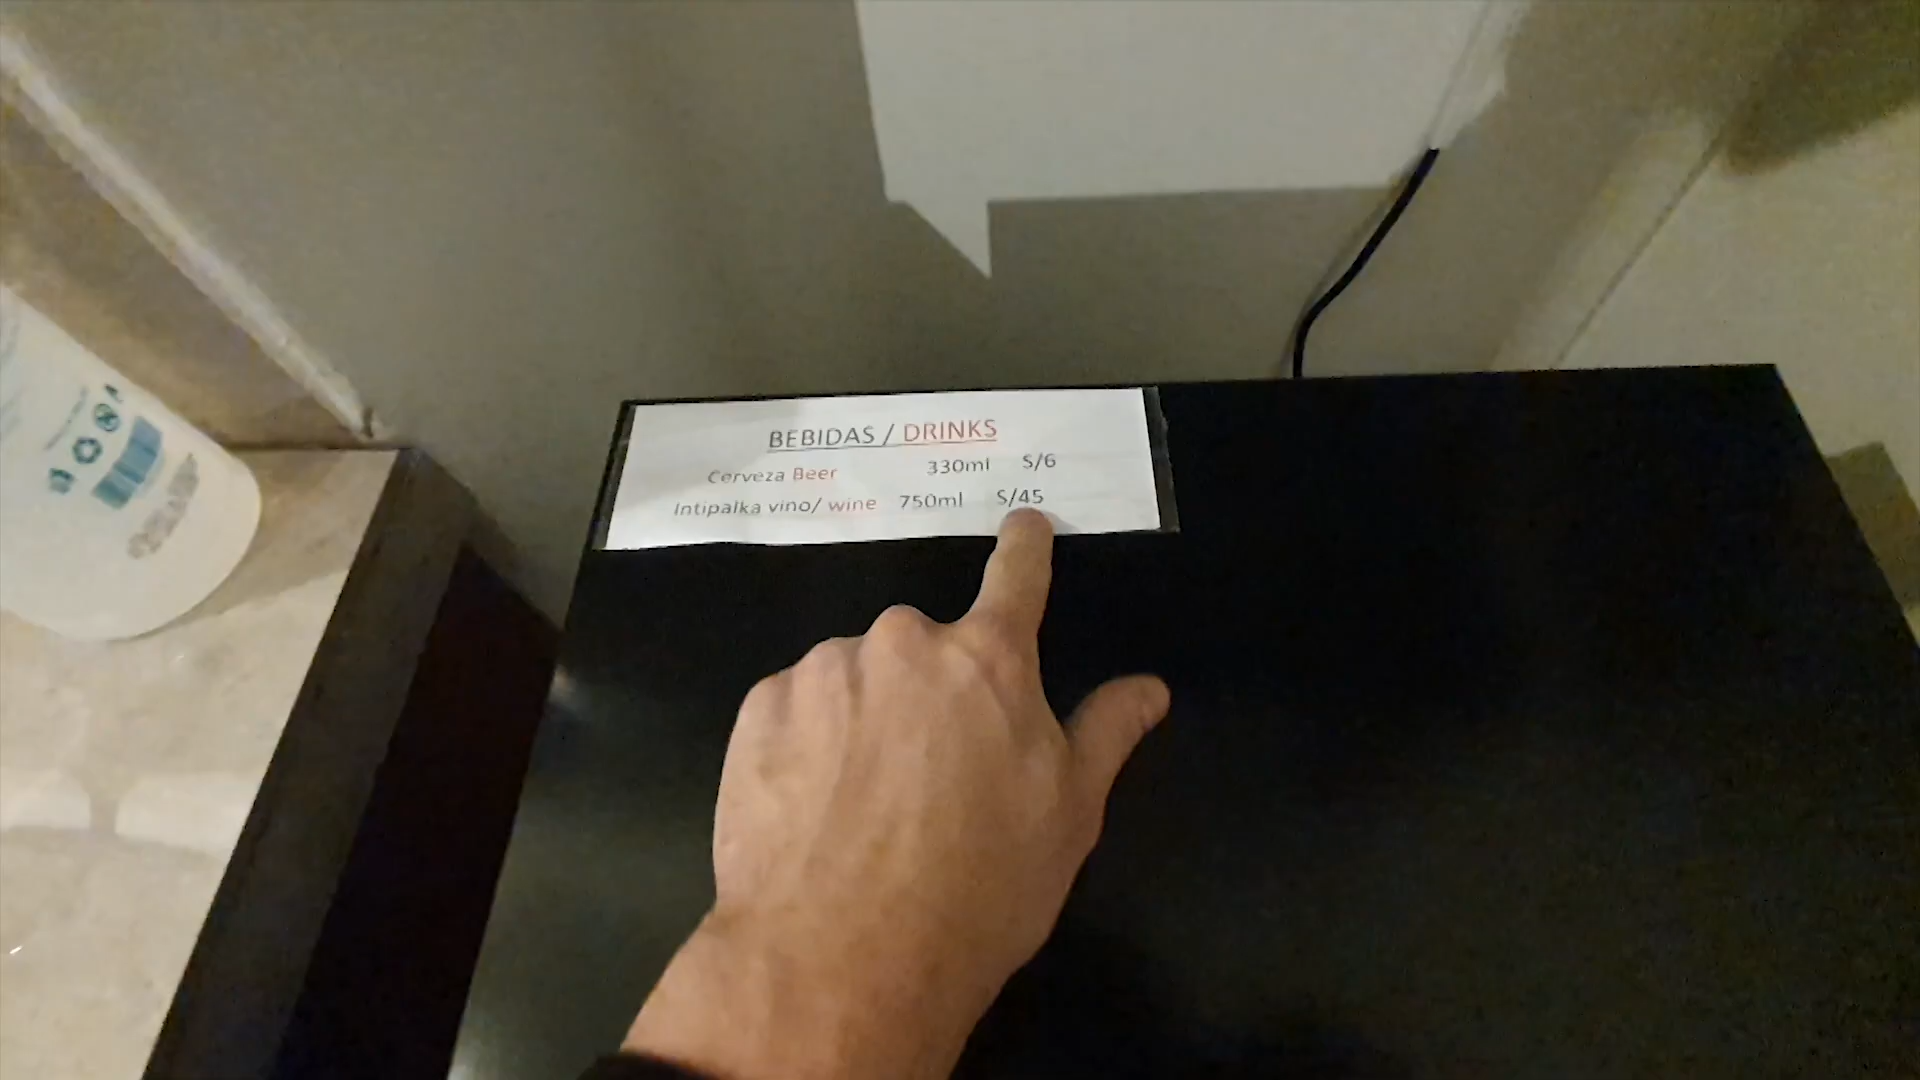 BEBIDAS / DRINKS
Cerveza Beer 330ml S/6
Intipalka vino/ wine 750ml S/45